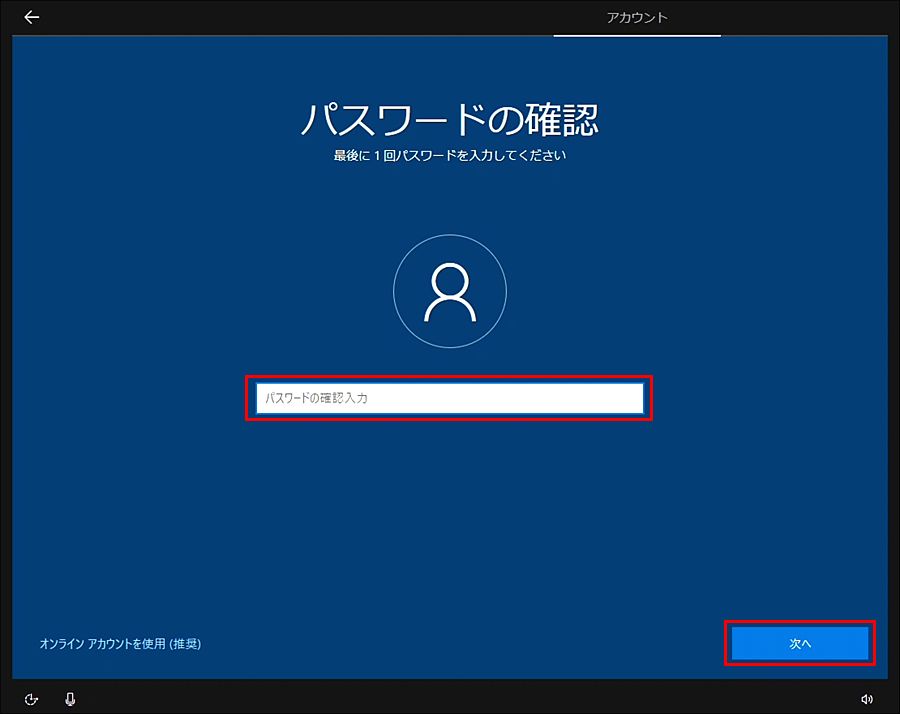 アカウント
パスワードの確認
最後に 1 回パスワードを入力してください
パスワードの確認入力
オンライン アカウントを使用 (推奨)
次へ